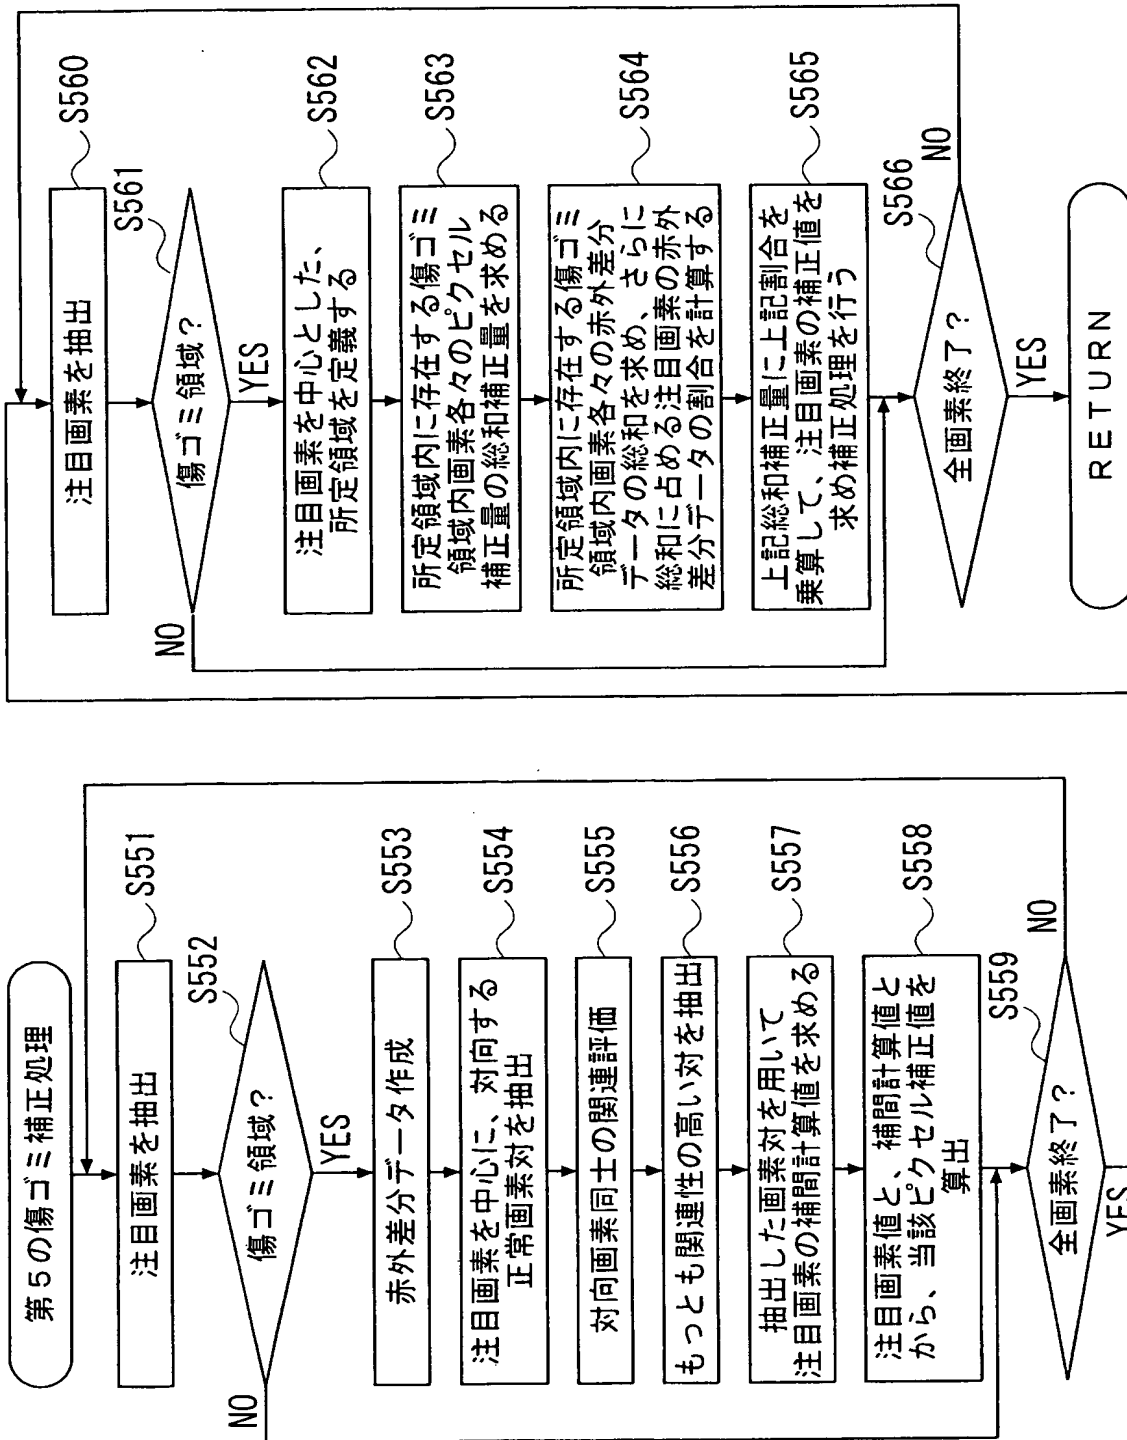 第5の傷ゴミ補正処理
注目画素を抽出
S551
傷ゴミ領域?
S552
NO
YES
赤外差分データ作成
S553
注目画素を中心に、対向する
正常画素対を抽出
S554
対向画素同士の関連評価
S555
もっとも関連性の高い対を抽出
S556
抽出した画素対を用いて
注目画素の補間計算値を求める
S557
注目画素値と、補間計算値と
から、当該ピクセル補正値を
算出
S558
全画素終了?
S559
NO
YES
注目画素を抽出
S560
傷ゴミ領域?
S561
NO
YES
注目画素を中心とした、
所定領域を定義する
S562
所定領域内に存在する傷ゴミ
領域内画素各々のピクセル
補正量の総和補正量を求める
S563
所定領域内に存在する傷ゴミ
領域内画素各々の赤外差分
データの総和を求め、さらに
総和に占める注目画素の赤外
差分データの割合を計算する
S564
上記総和補正量に上記割合を
乗算して、注目画素の補正値を
求め補正処理を行う
S565
全画素終了?
S566
NO
YES
RETURN